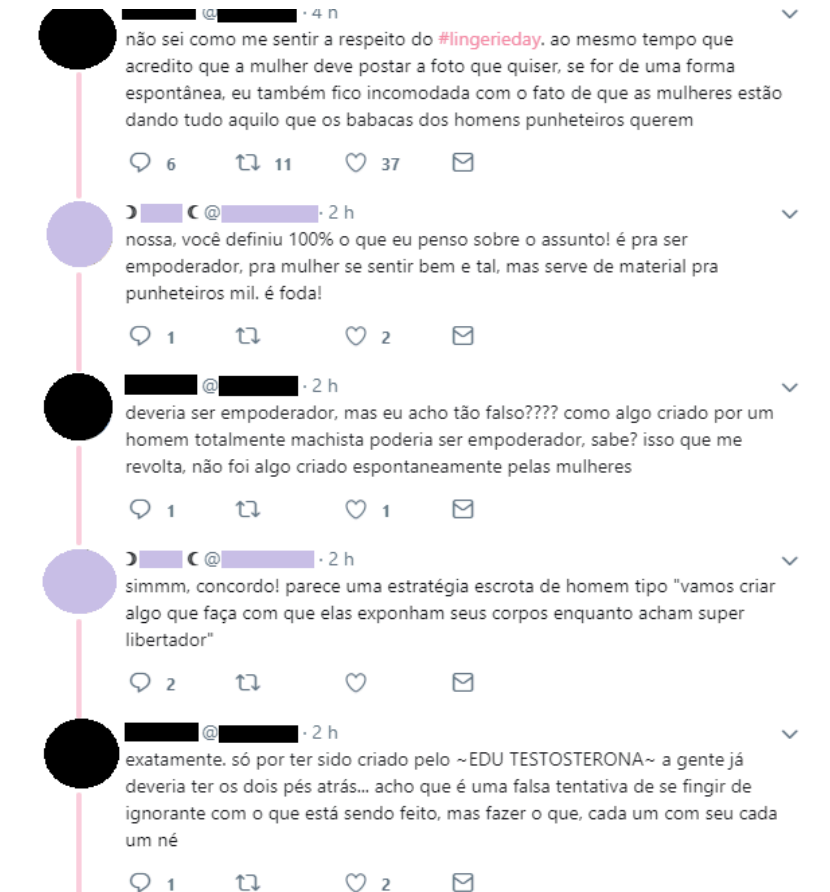 @ · 4 h
não sei como me sentir a respeito do #lingerieday. ao mesmo tempo que
acredito que a mulher deve postar a foto que quiser, se for de uma forma
espontânea, eu também fico incomodada com o fato de que as mulheres estão
dando tudo aquilo que os babacas dos homens punheteiros querem
6 11 37
@ · 2 h
nossa, você definiu 100% o que eu penso sobre o assunto! é pra ser
empoderador, pra mulher se sentir bem e tal, mas serve de material pra
punheteiros mil. é foda!
1 2
@ · 2 h
deveria ser empoderador, mas eu acho tão falso???? como algo criado por um
homem totalmente machista poderia ser empoderador, sabe? isso que me
revolta, não foi algo criado espontaneamente pelas mulheres
1 1
@ · 2 h
simmm, concordo! parece uma estratégia escrota de homem tipo "vamos criar
algo que faça com que elas exponham seus corpos enquanto acham super
libertador"
2
@ · 2 h
exatamente. só por ter sido criado pelo ~EDU TESTOSTERONA~ a gente já
deveria ter os dois pés atrás... acho que é uma falsa tentativa de se fingir de
ignorante com o que está sendo feito, mas fazer o que, cada um com seu cada
um né
1 2